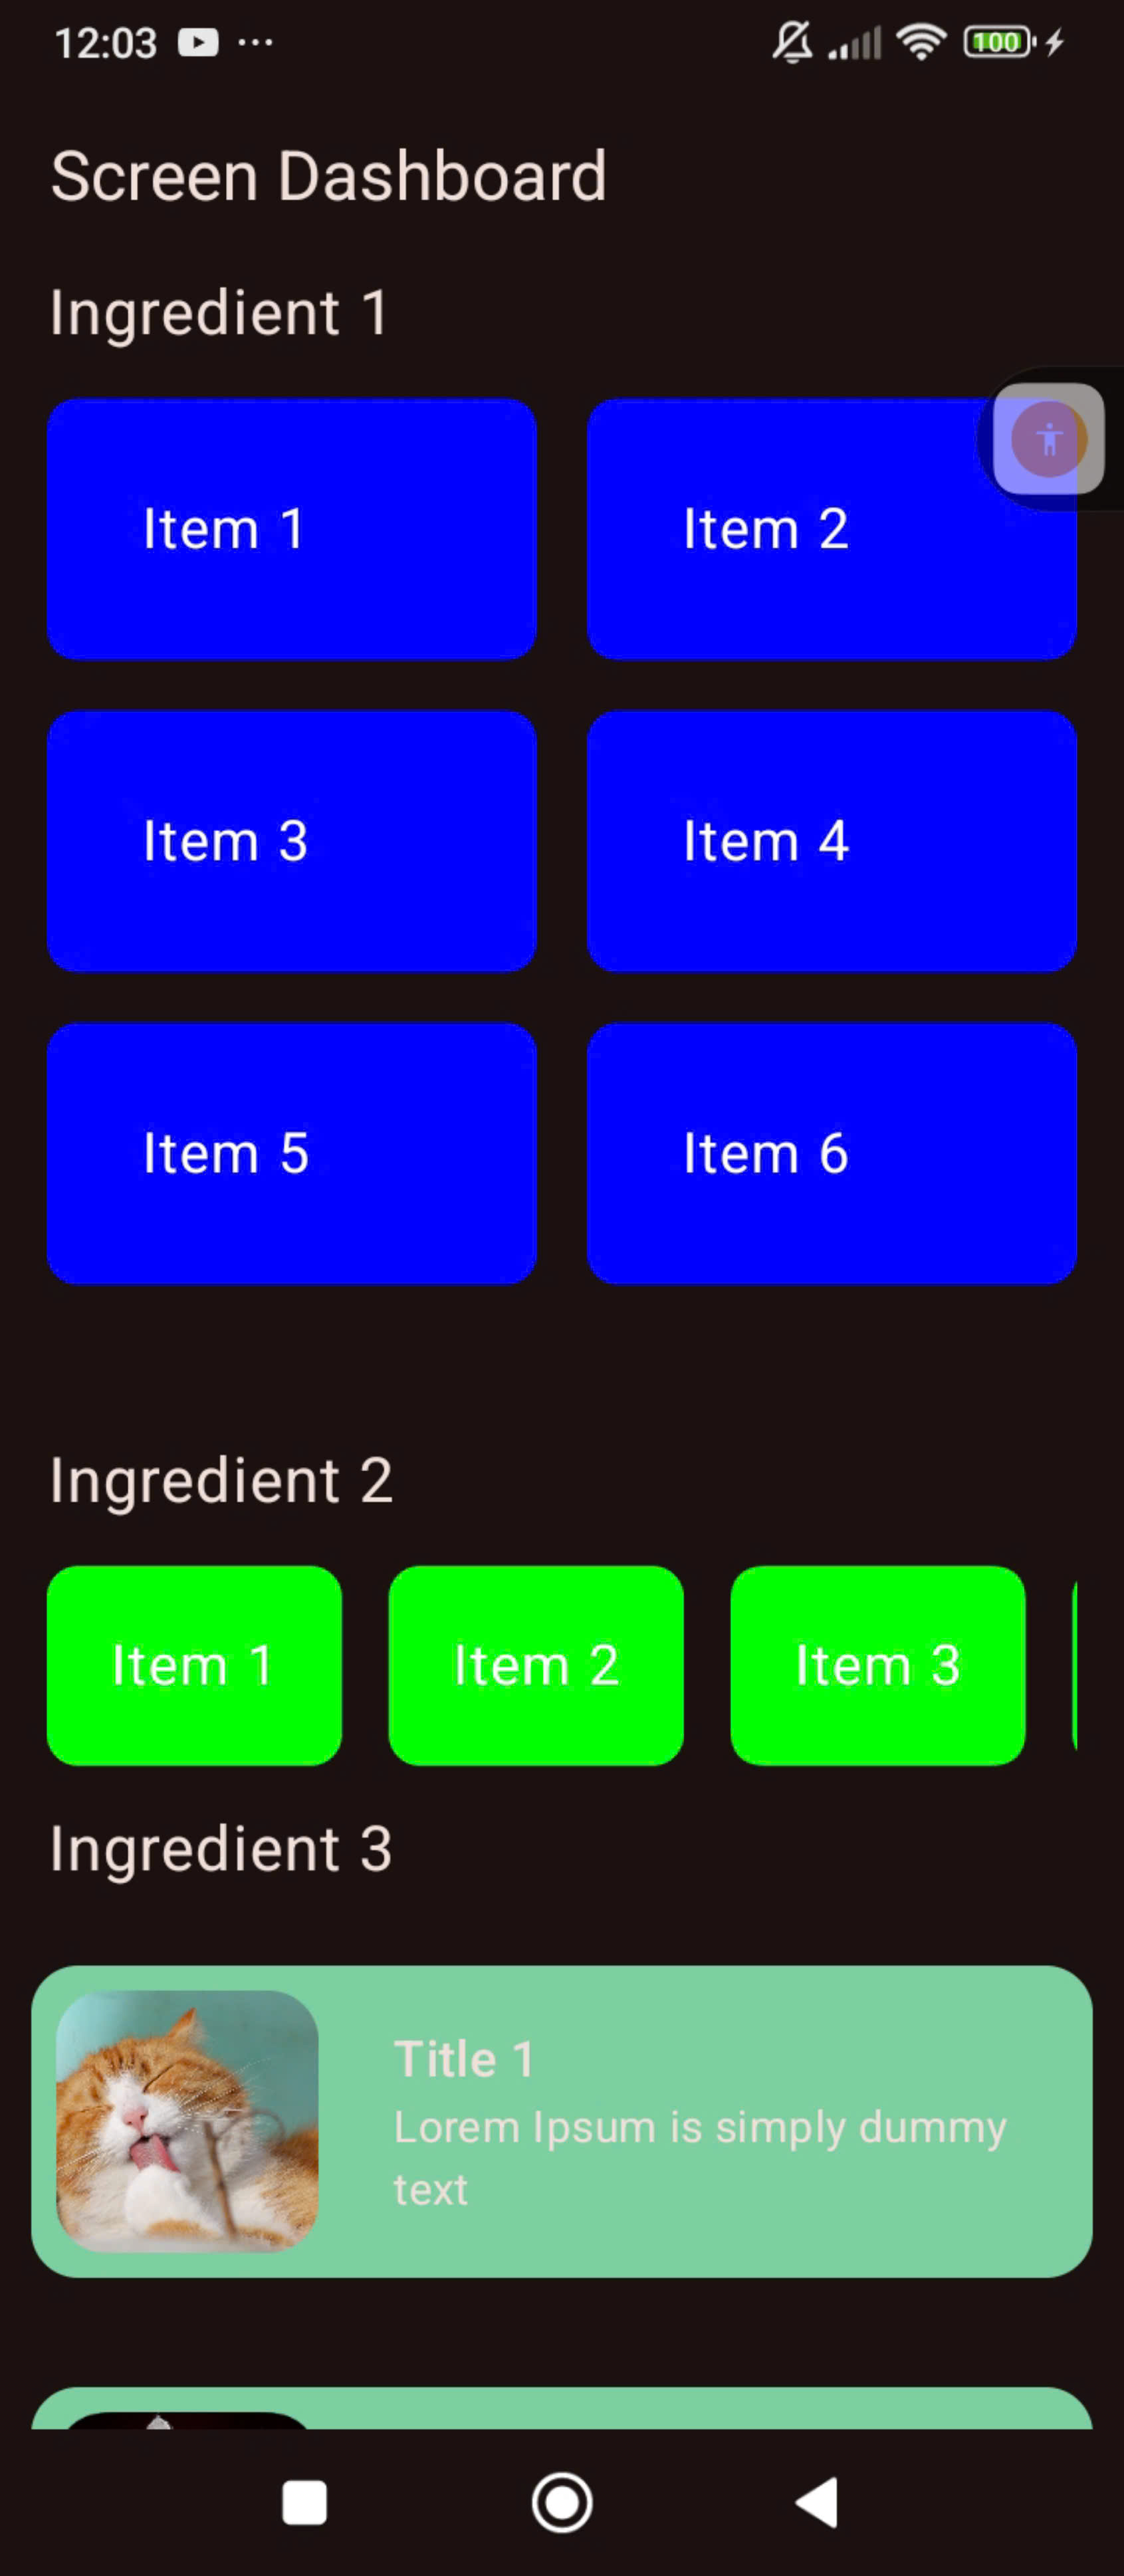 12:03
100
Screen Dashboard
Ingredient 1
Item 1
Item 2
Item 3
Item 4
Item 5
Item 6
Ingredient 2
Item 1
Item 2
Item 3
Ingredient 3
Title 1
Lorem Ipsum is simply dummy
text